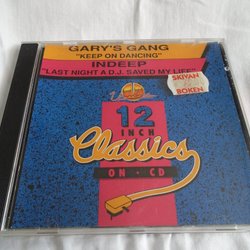 GARY'S GANG
"KEEP ON DANCING"
INDEEP
"LAST NIGHT A D.J. SAVED MY LIFE"
SKIVAN
BOKEN
12
INCH
Classics
ON · CD